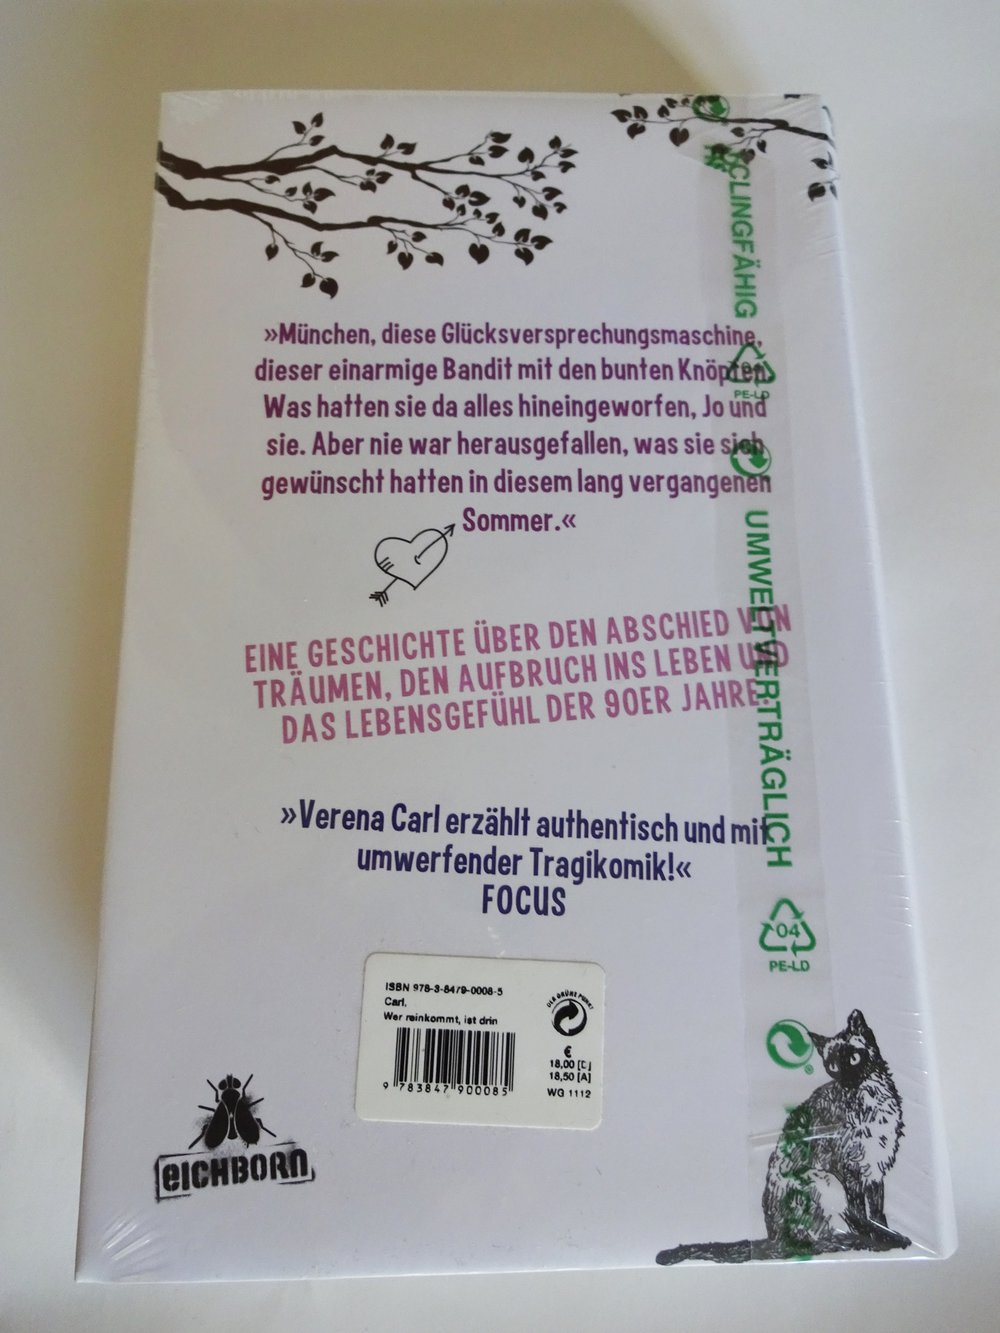 »München, diese Glücksversprechungsmaschine,
dieser einarmige Bandit mit den bunten Knöpfen.
Was hatten sie da alles hineingeworfen, Jo und
sie. Aber nie war herausgefallen, was sie sich
gewünscht hatten in diesem lang vergangenen
Sommer.«
EINE GESCHICHTE ÜBER DEN ABSCHIED VON
TRÄUMEN, DEN AUFBRUCH INS LEBEN UND
DAS LEBENSGEFÜHL DER 90ER JAHRE.
»Verena Carl erzählt authentisch und mit
umwerfender Tragikomik!«
FOCUS
ISBN 978-3-8479-0008-5
Carl,
Wer reinkommt, ist drin
9 783847 900085
DER GRÜNE PUNKT
€
18,00 [D]
18,50 [A]
WG 1112
eichborn
CLINGFÄHIG
PE-LD
UMWELTVERTRÄGLICH
04
PE-LD